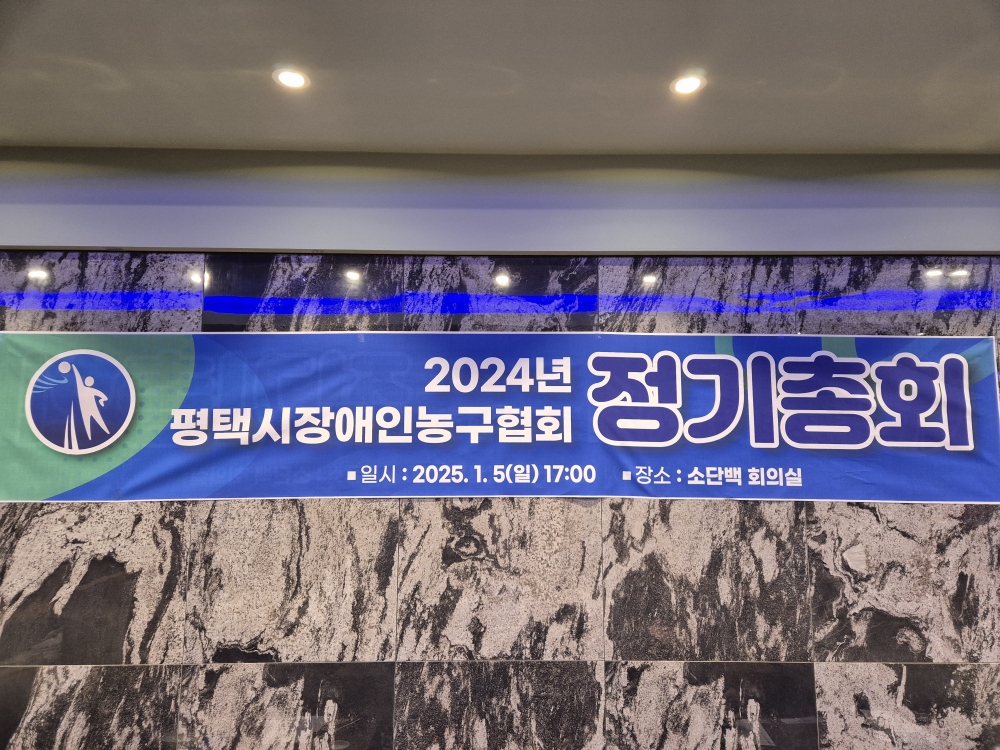 2024년
평택시장애인농구협회 정기총회
▪일시 : 2025. 1. 5(일) 17:00 ▪장소 : 소단백 회의실